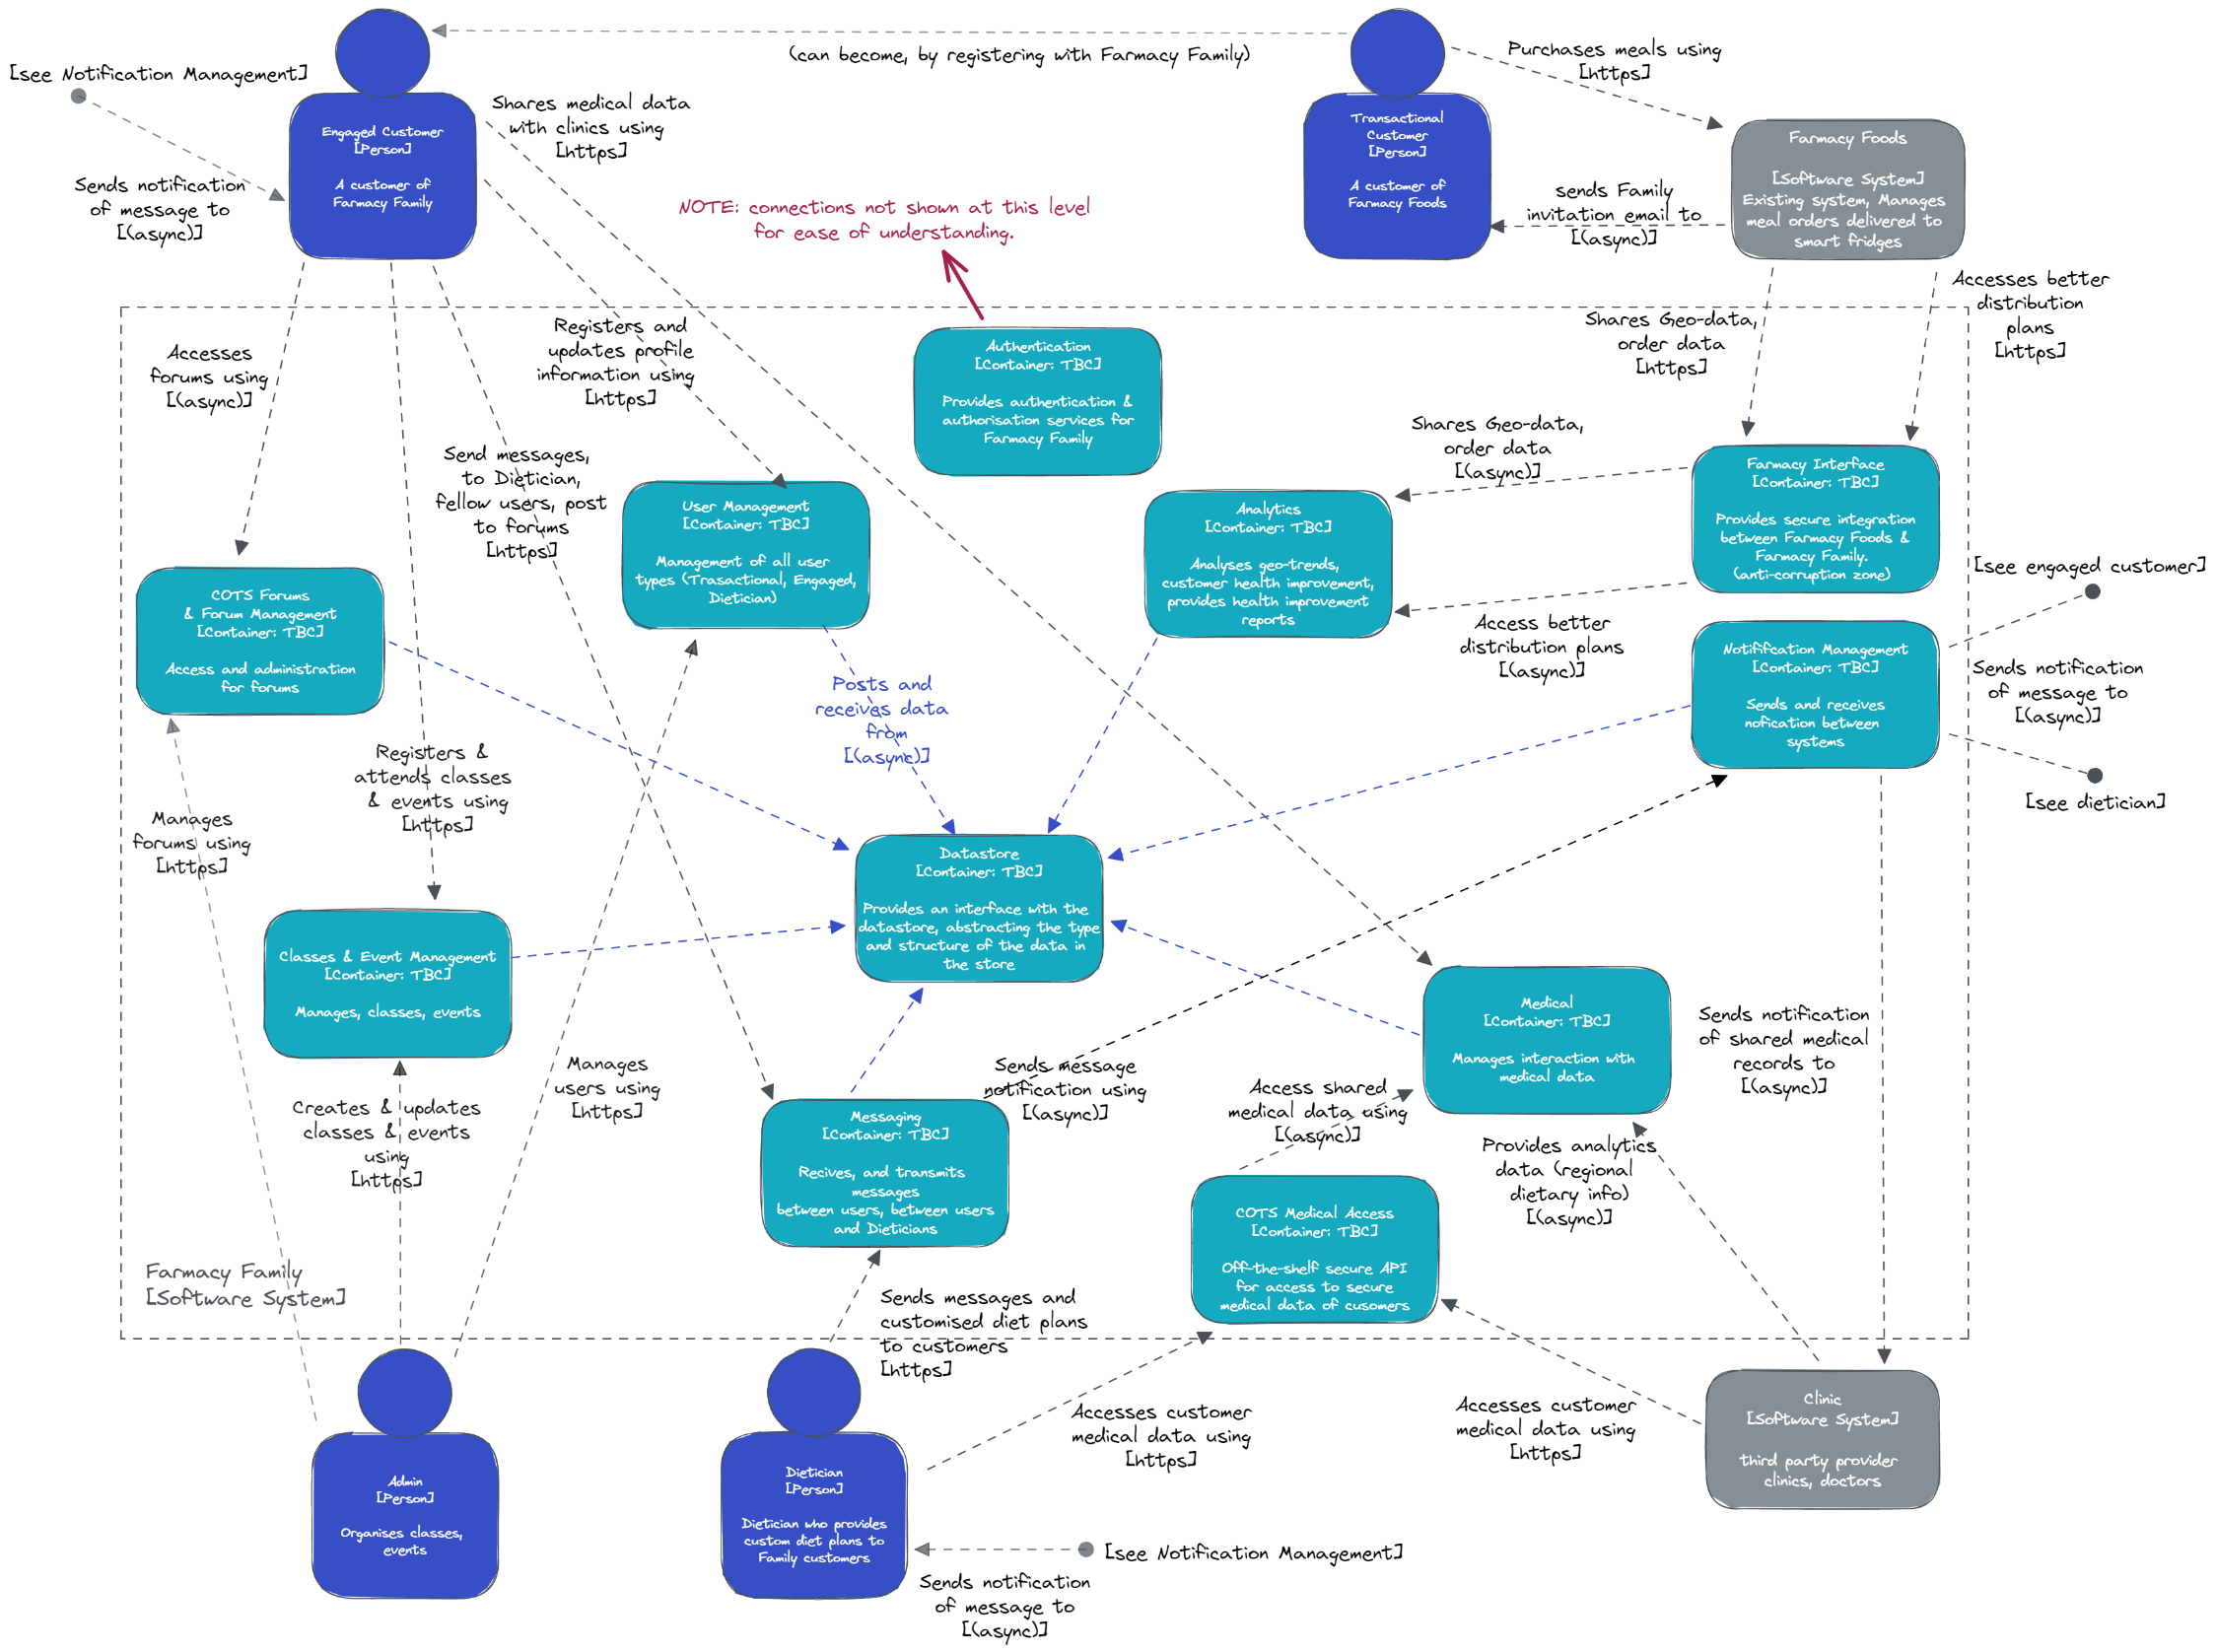 (can become, by registering with Farmacy Family)
Purchases meals using
[https]
[see Notification Management]
Sends notification
of message to
[(async)]
Engaged Customer
[Person]
A customer of
Farmacy Family
Shares medical data
with clinics using
[https]
NOTE: connections not shown at this level
for ease of understanding.
Transactional
Customer
[Person]
A customer of
Farmacy Foods
sends Family
invitation email to
[(async)]
Farmacy Foods
[Software System]
Existing system, Manages
meal orders delivered to
smart fridges
Accesses
forums using
[(async)]
Registers and
updates profile
information using
[https]
Authentication
[Container: TBC]
Provides authentication &
authorisation services for
Farmacy Family
Shares Geo-data,
order data
[https]
Accesses better
distribution
plans
[https]
Send messages,
to Dietician,
fellow users, post
to forums
[https]
User Management
[Container: TBC]
Management of all user
types (Trasactional, Engaged,
Dietician)
Shares Geo-data,
order data
[(async)]
Analytics
[Container: TBC]
Analyses geo-trends,
customer health improvement,
provides health improvement
reports
Farmacy Interface
[Container: TBC]
Provides secure integration
between Farmacy Foods &
Farmacy Family.
(anti-corruption zone)
[see engaged customer]
COTS Forums
& Forum Management
[Container: TBC]
Access and administration
for forums
Access better
distribution plans
[(async)]
Notiffcation Management
[Container: TBC]
Sends and receives
nofication between
systems
Sends notification
of message to
[(async)]
[see dietician]
Posts and
receives data
from
[(async)]
Registers &
attends classes
& events using
[https]
Manages
forums using
[https]
Datastore
[Container: TBC]
Provides an interface with the
datastore, abstracting the type
and structure of the data in
the store
Classes & Event Management
[Container: TBC]
Manages, classes, events
Medical
[Container: TBC]
Manages interaction with
medical data
Sends notification
of shared medical
records to
[(async)]
Creates & updates
classes & events
using
[https]
Manages
users using
[https]
Sends message
notification using
[(async)]
Access shared
medical data using
[(async)]
Messaging
[Container: TBC]
Recives, and transmits
messages
between users, between users
and Dieticians
Provides analytics
data (regional
dietary info)
[(async)]
COTS Medical Access
[Container: TBC]
Off-the-shelf secure API
for access to secure
medical data of cusomers
Farmacy Family
[Software System]
Sends messages and
customised diet plans
to customers
[https]
Accesses customer
medical data using
[https]
Accesses customer
medical data using
[https]
Clinic
[Software System]
third party provider
clinics, doctors
Admin
[Person]
Organises classes,
events
Dietician
[Person]
Dietician who provides
custom diet plans to
Family customers
[see Notification Management]
Sends notification
of message to
[(async)]